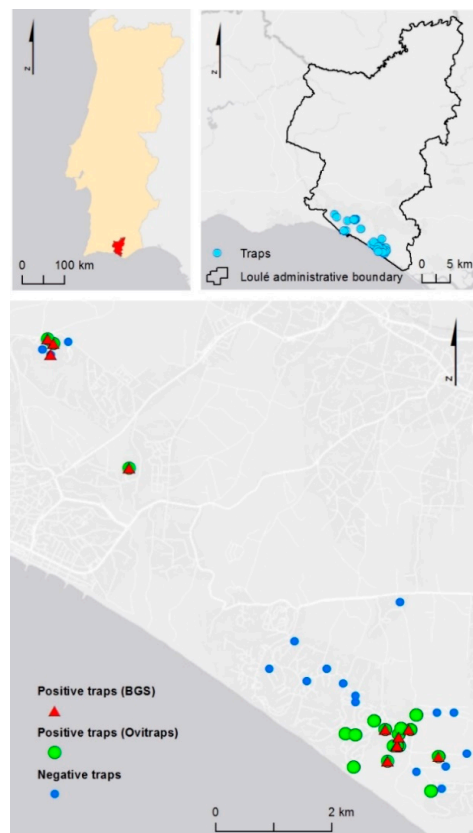 z
0 100 km
z
Traps
Loulé administrative boundary
0 5 km
z
Positive traps (BGS)
Positive traps (Ovitraps)
Negative traps
0 2 km